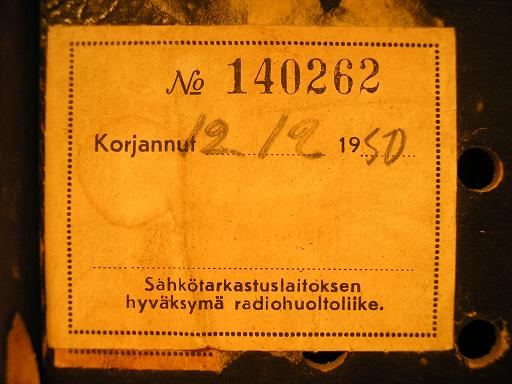 No 140262
Korjannut 12 12 1950
Sähkötarkastuslaitoksen
hyväksymä radiohuoltoliike.